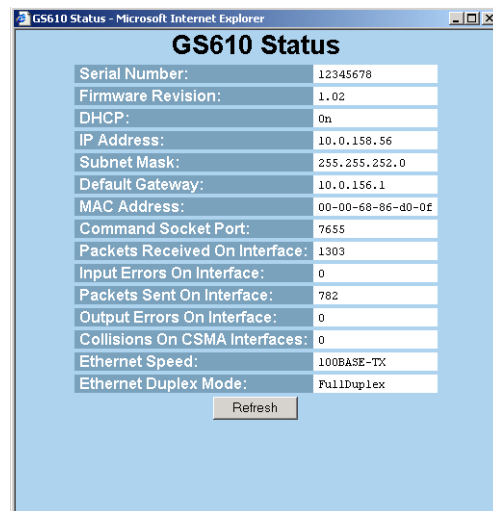 GS610 Status - Microsoft Internet Explorer
GS610 Status
Serial Number: 12345678
Firmware Revision: 1.02
DHCP: On
IP Address: 10.0.158.56
Subnet Mask: 255.255.252.0
Default Gateway: 10.0.156.1
MAC Address: 00-00-68-86-d0-0f
Command Socket Port: 7655
Packets Received On Interface: 1303
Input Errors On Interface: 0
Packets Sent On Interface: 782
Output Errors On Interface: 0
Collisions On CSMA Interfaces: 0
Ethernet Speed: 100BASE-TX
Ethernet Duplex Mode: FullDuplex
Refresh